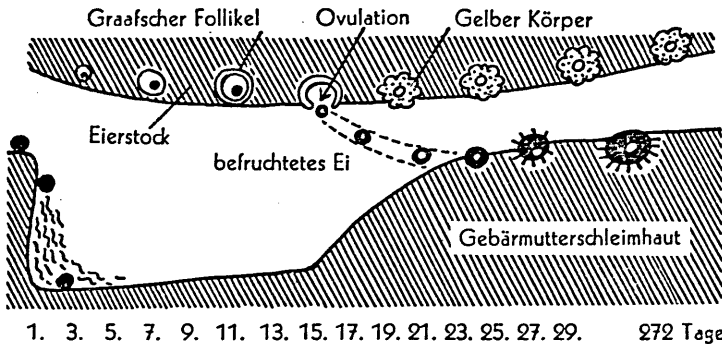 Graafscher Follikel
Ovulation
Gelber Körper
Eierstock
befruchtetes Ei
Gebärmutterschleimhaut
1. 3. 5. 7. 9. 11. 13. 15. 17. 19. 21. 23. 25. 27. 29. 272 Tage